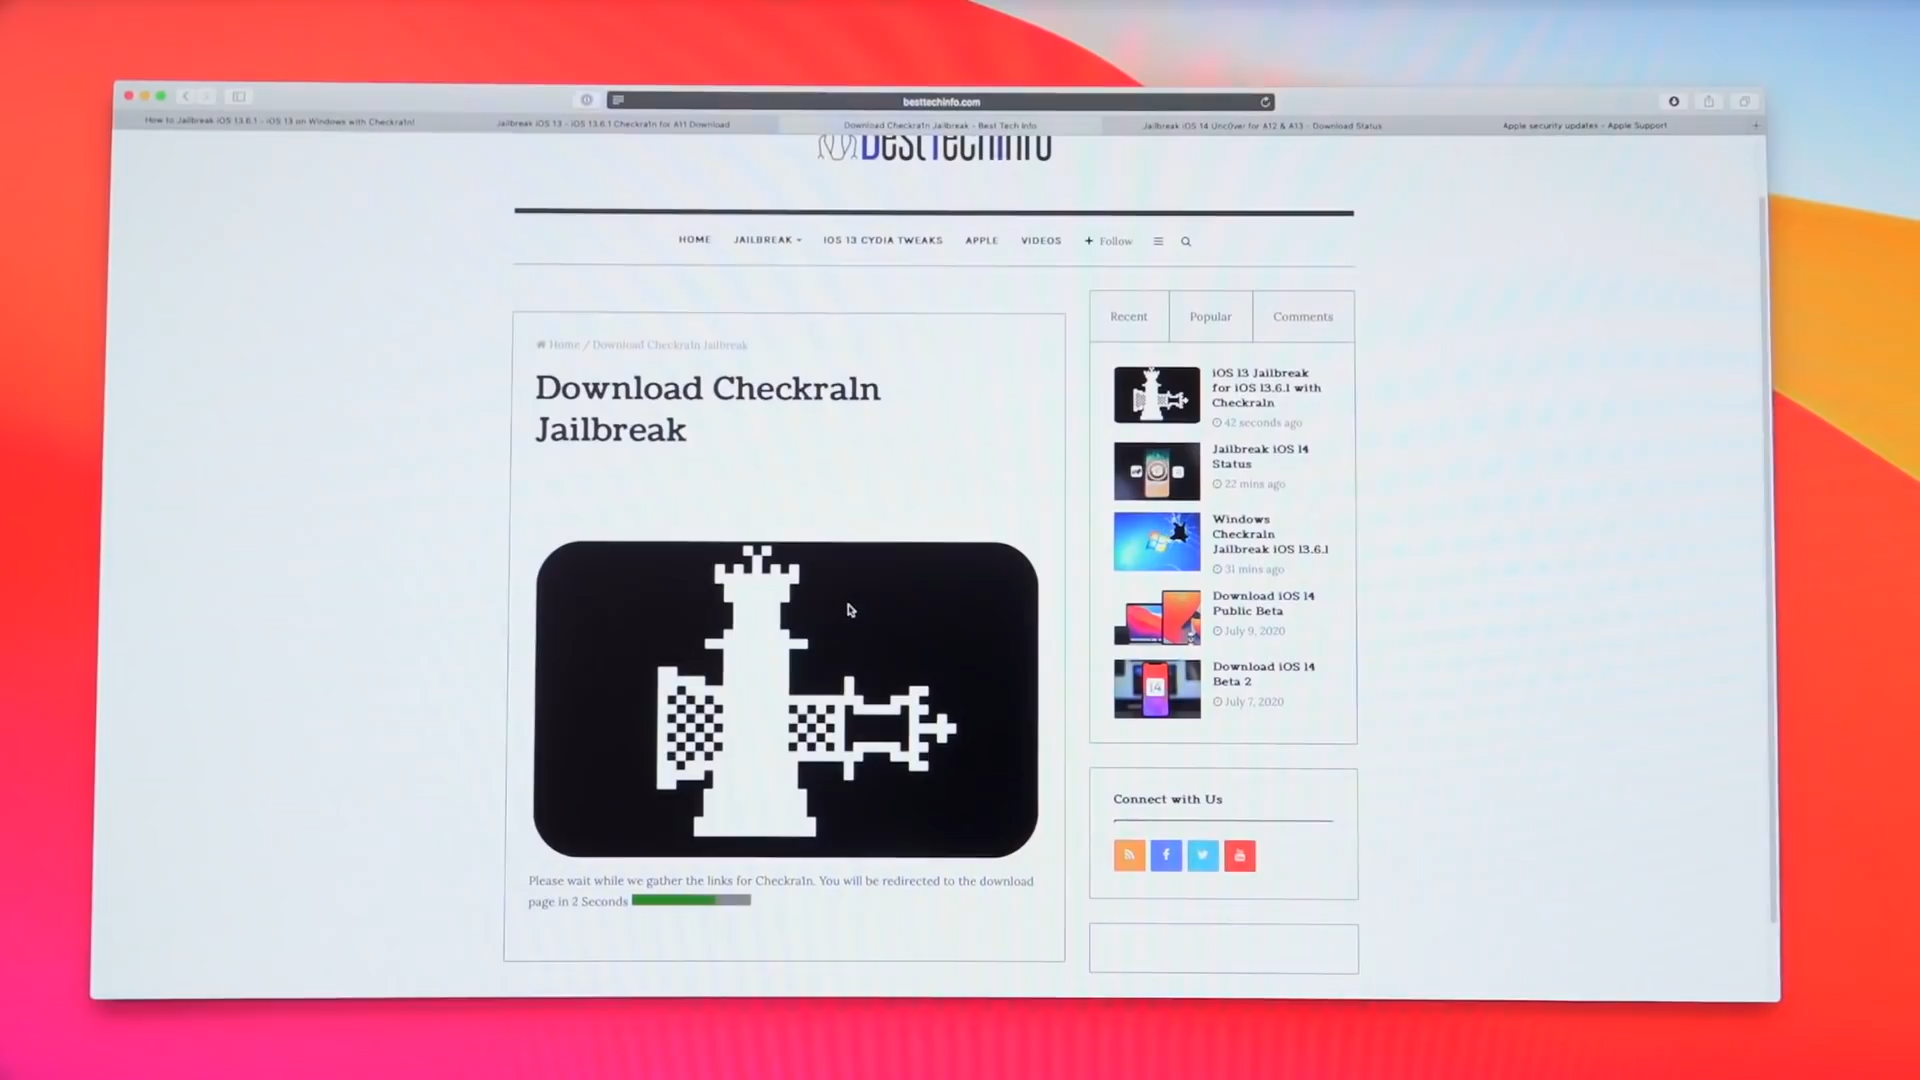 besttechinfo.com
How to Jailbreak iOS 13.6.1 - iOS 13 on Windows with Checkra1n!
Jailbreak iOS 13 - iOS 13.6.1 Checkra1n for A11 Download
Download Checkra1n Jailbreak - Best Tech Info
Jailbreak iOS 14 Unc0ver for A12 & A13 - Download Status
Apple security updates - Apple Support
BestTechInfo
HOME
JAILBREAK
IOS 13 CYDIA TWEAKS
APPLE
VIDEOS
+ Follow
Home / Download Checkra1n Jailbreak
Download Checkra1n
Jailbreak
Please wait while we gather the links for Checkra1n. You will be redirected to the download
page in 2 Seconds
Recent
Popular
Comments
iOS 13 Jailbreak
for iOS 13.6.1 with
Checkra1n
42 seconds ago
Jailbreak iOS 14
Status
22 mins ago
Windows
Checkra1n
Jailbreak iOS 13.6.1
31 mins ago
Download iOS 14
Public Beta
July 9, 2020
14
Download iOS 14
Beta 2
July 7, 2020
Connect with Us